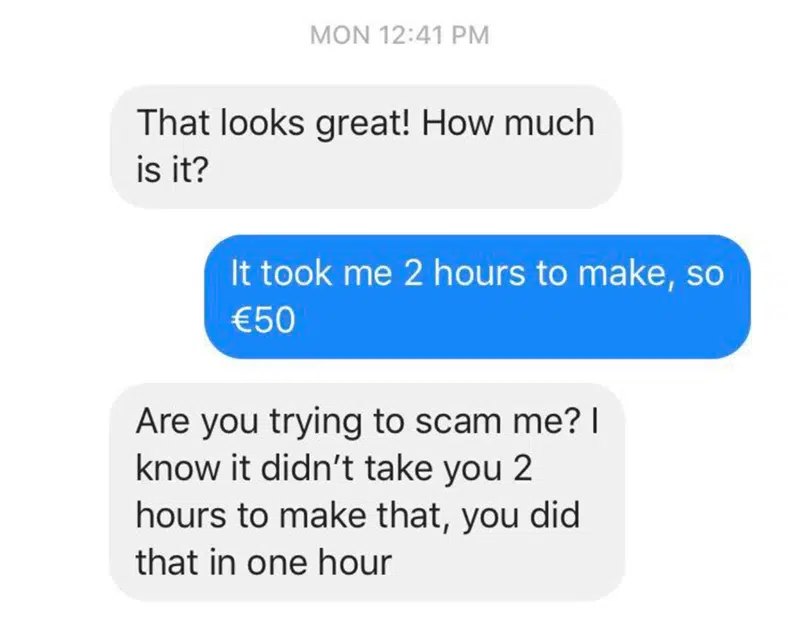 MON 12:41 PM
That looks great! How much
is it?
It took me 2 hours to make, so
€50
Are you trying to scam me? I
know it didn’t take you 2
hours to make that, you did
that in one hour